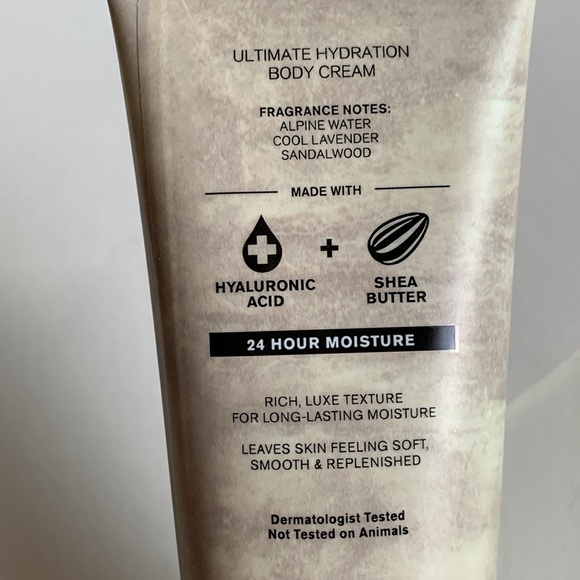 ULTIMATE HYDRATION
BODY CREAM
FRAGRANCE NOTES:
ALPINE WATER
COOL LAVENDER
SANDALWOOD
MADE WITH
+
HYALURONIC
ACID
SHEA
BUTTER
24 HOUR MOISTURE
RICH, LUXE TEXTURE
FOR LONG-LASTING MOISTURE
LEAVES SKIN FEELING SOFT,
SMOOTH & REPLENISHED
Dermatologist Tested
Not Tested on Animals